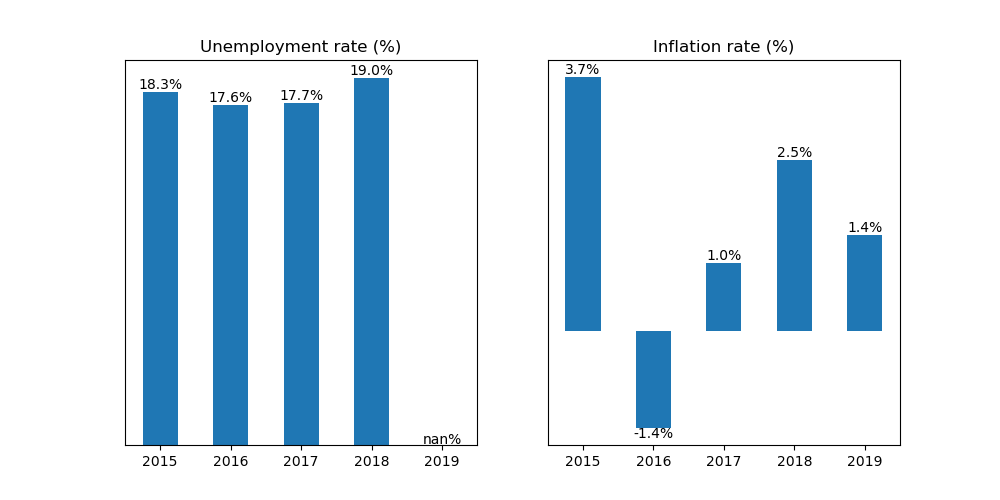 Unemployment rate (%)
18.3%
17.6%
17.7%
19.0%
nan%
2015 2016 2017 2018 2019
Inflation rate (%)
3.7%
-1.4%
1.0%
2.5%
1.4%
2015 2016 2017 2018 2019